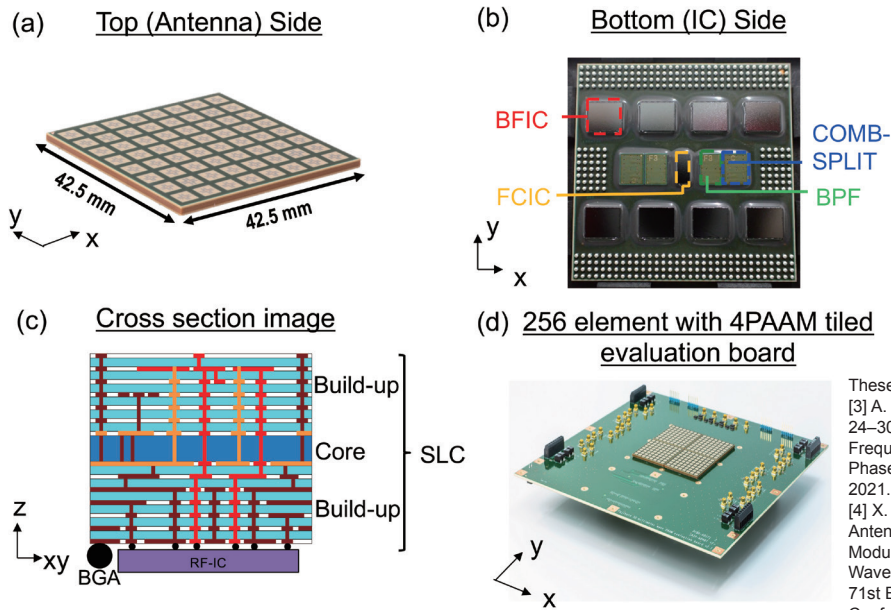 (a) Top (Antenna) Side
42.5 mm
42.5 mm
y
x
(b) Bottom (IC) Side
BFIC
COMB-
SPLIT
FCIC
BPF
F3
F3
y
x
(c) Cross section image
Build-up
Core
SLC
Build-up
z
xy
BGA
RF-IC
(d) 256 element with 4PAAM tiled
evaluation board
y
x
These
[3] A.
24–30
Frequ
Phase
2021.
[4] X.
Anten
Modu
Wave
71st E